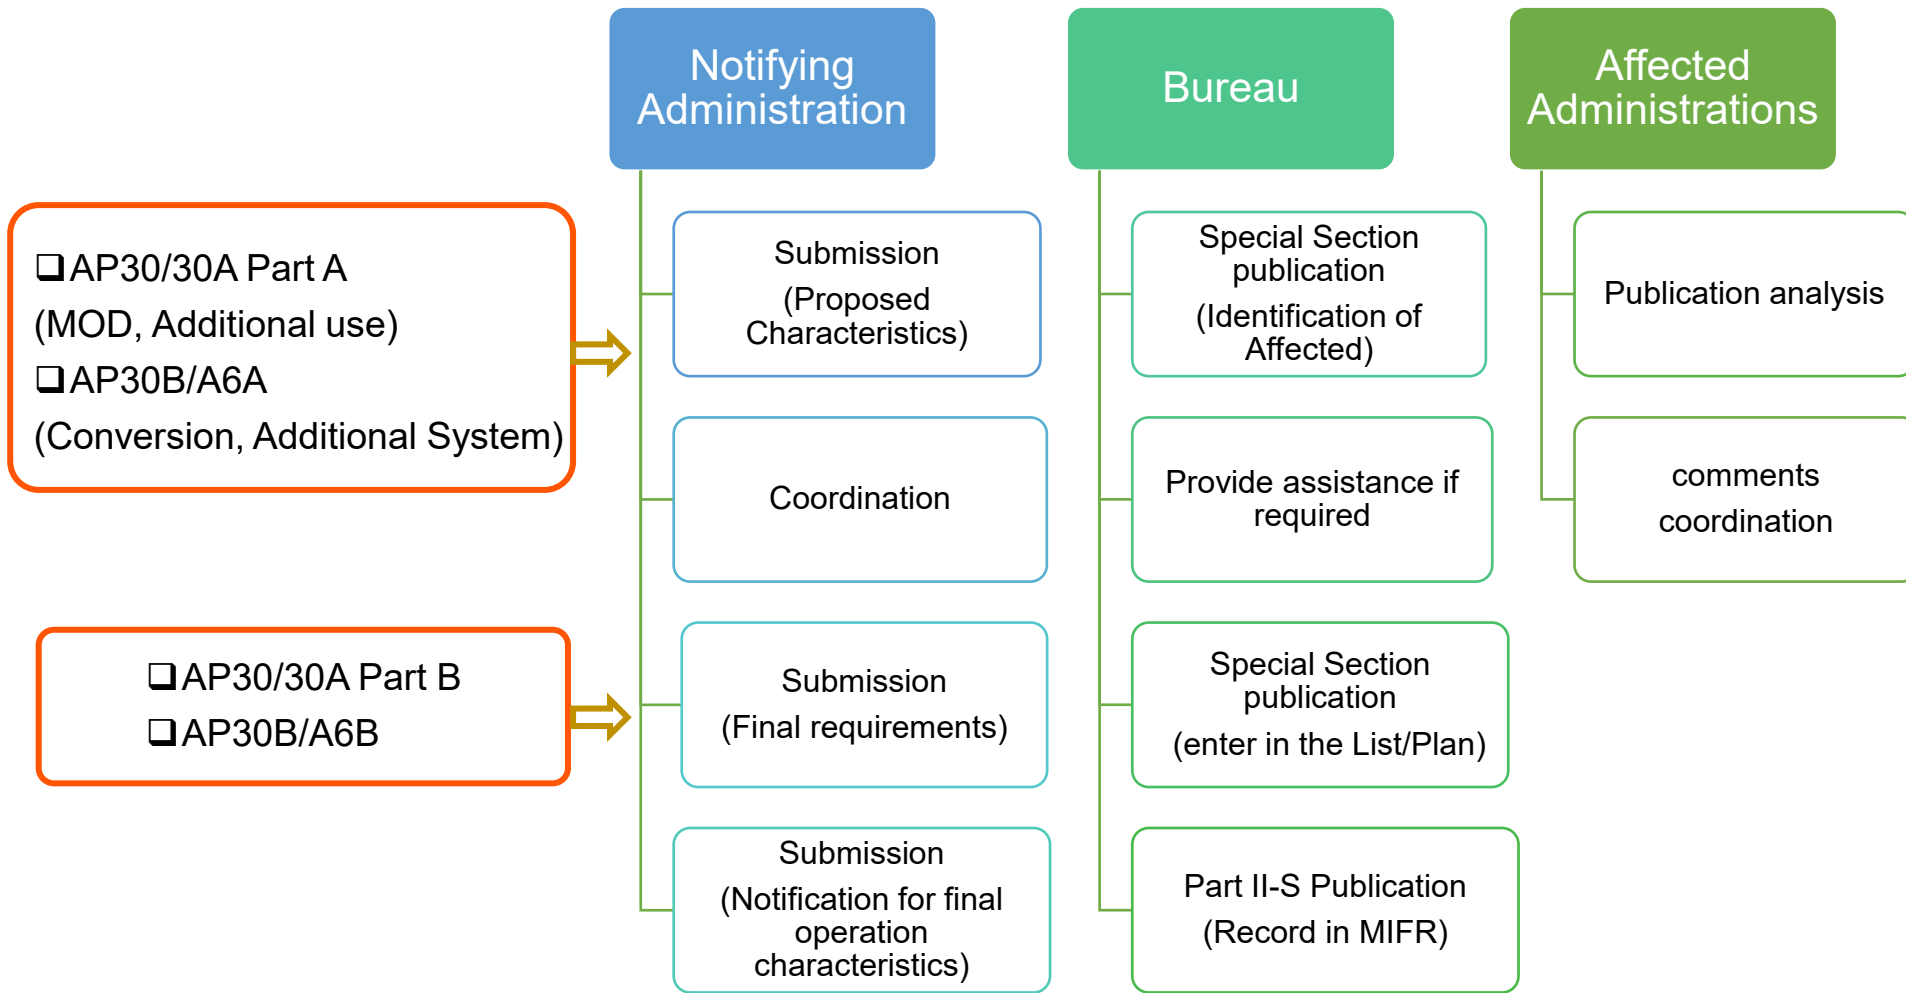 Notifying
Administration
Bureau
Affected
Administrations
❑AP30/30A Part A
(MOD, Additional use)
❑AP30B/A6A
(Conversion, Additional System)
❑AP30/30A Part B
❑AP30B/A6B
Submission
(Proposed
Characteristics)
Coordination
Submission
(Final requirements)
Submission
(Notification for final
operation
characteristics)
Special Section
publication
(Identification of
Affected)
Provide assistance if
required
Special Section
publication
(enter in the List/Plan)
Part II-S Publication
(Record in MIFR)
Publication analysis
comments
coordination